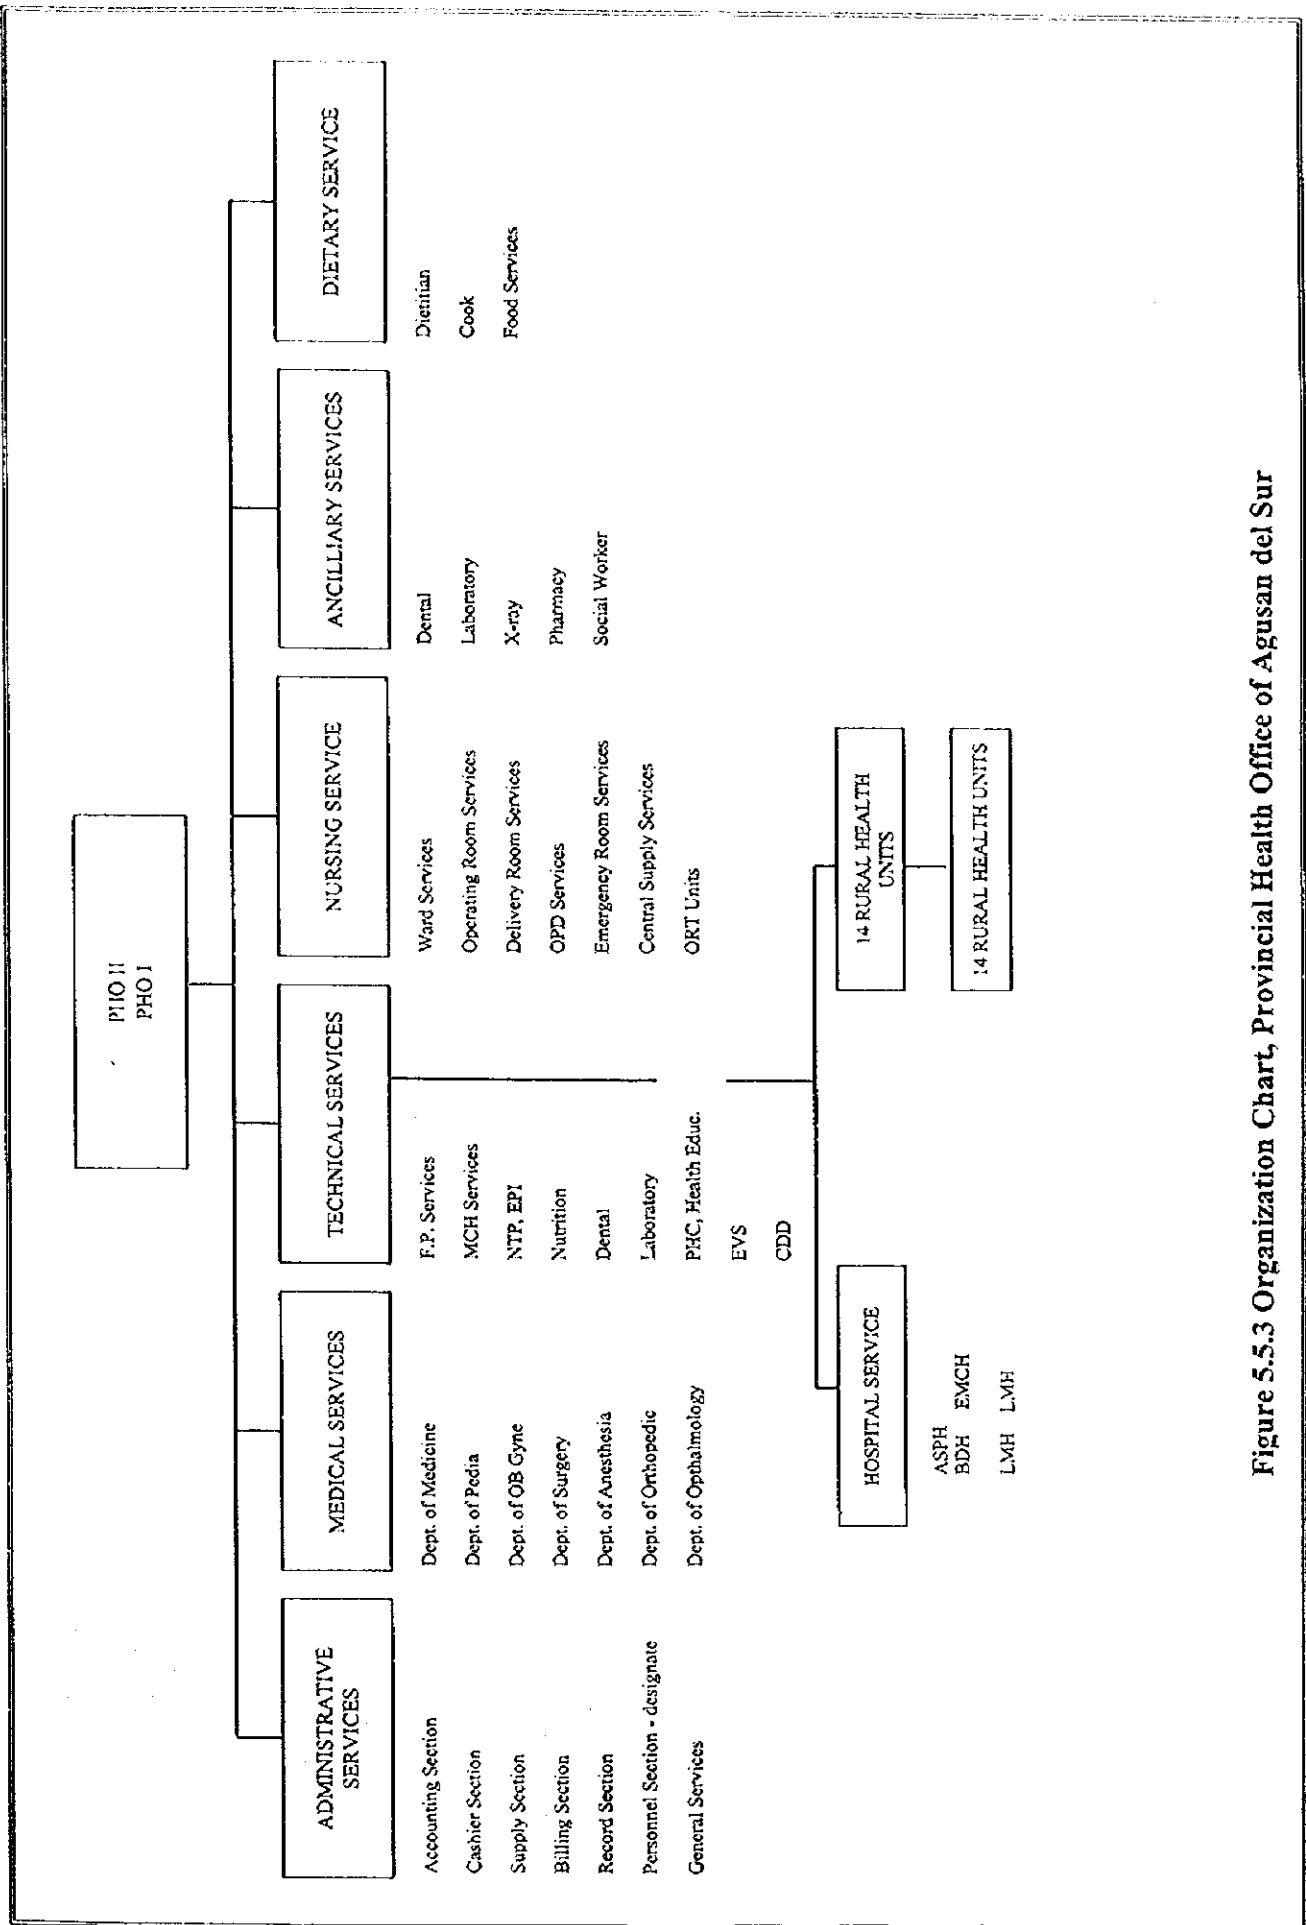 PHO II
PHO I
ADMINISTRATIVE
SERVICES
Accounting Section
Cashier Section
Supply Section
Billing Section
Record Section
Personnel Section - designate
General Services
MEDICAL SERVICES
Dept. of Medicine
Dept. of Pedia
Dept. of OB Gyne
Dept. of Surgery
Dept. of Anesthesia
Dept. of Orthopedic
Dept. of Opthalmology
TECHNICAL SERVICES
F.P. Services
MCH Services
NTP, EPI
Nutrition
Dental
Laboratory
PHC, Health Educ.
EVS
CDD
NURSING SERVICE
Ward Services
Operating Room Services
Delivery Room Services
OPD Services
Emergency Room Services
Central Supply Services
ORT Units
ANCILLIARY SERVICES
Dental
Laboratory
X-ray
Pharmacy
Social Worker
DIETARY SERVICE
Dietitian
Cook
Food Services
HOSPITAL SERVICE
ASPH
BDH EMCH
LMH LMH
14 RURAL HEALTH
UNITS
14 RURAL HEALTH UNITS
Figure 5.5.3 Organization Chart, Provincial Health Office of Agusan del Sur